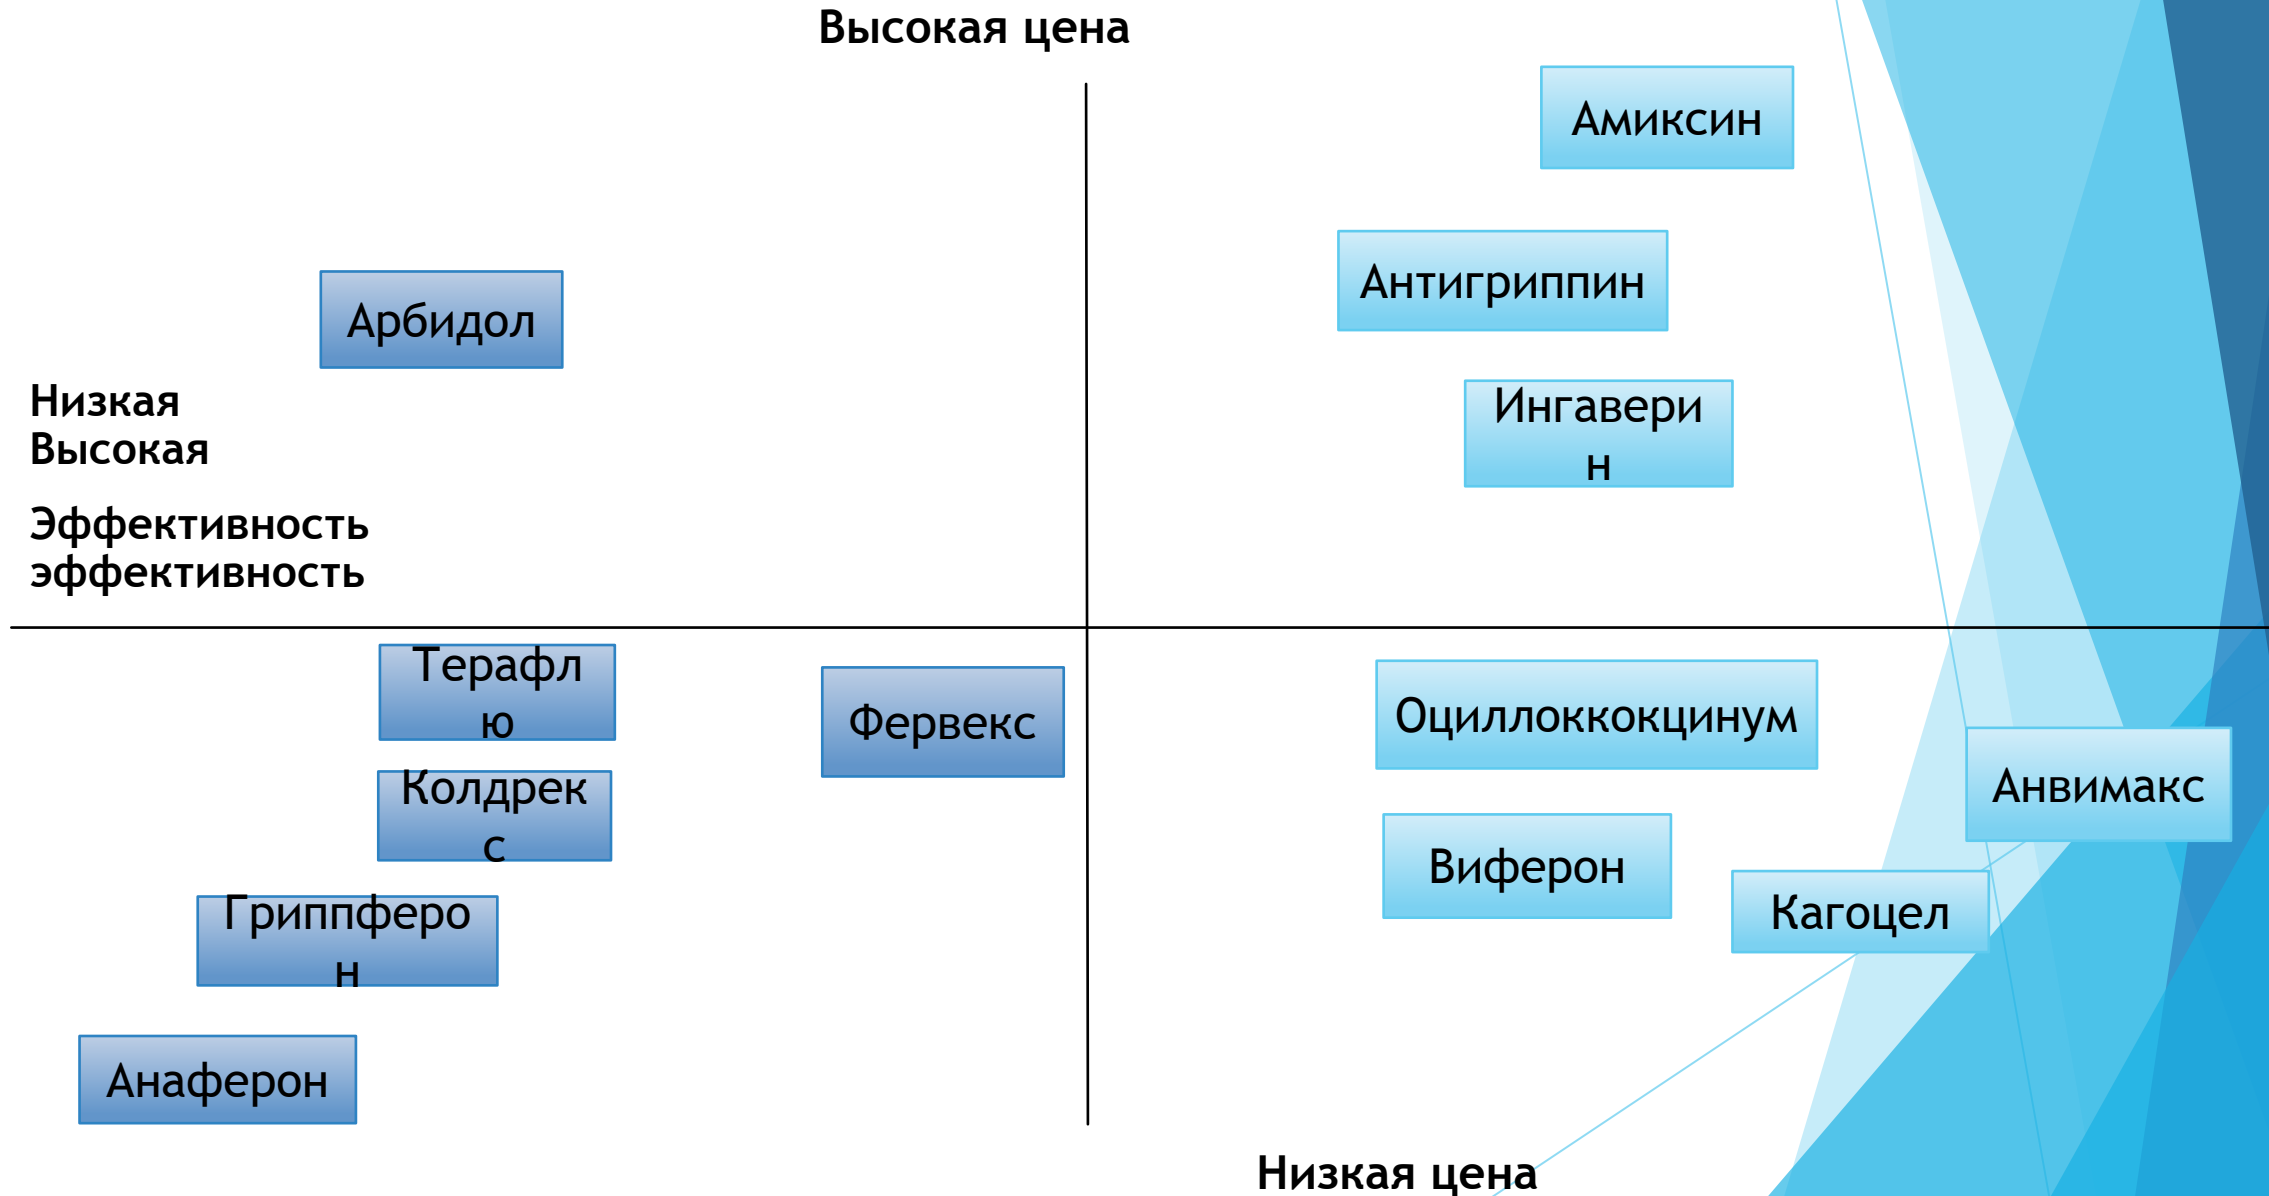 Высокая цена
Амиксин
Антигриппин
Арбидол
Ингавери
н
Низкая
Высокая
Эффективность
эффективность
Терафл
ю
Фервекс
Оциллоккокцинум
Анвимакс
Колдрек
с
Виферон
Кагоцел
Гриппферо
н
Анаферон
Низкая цена